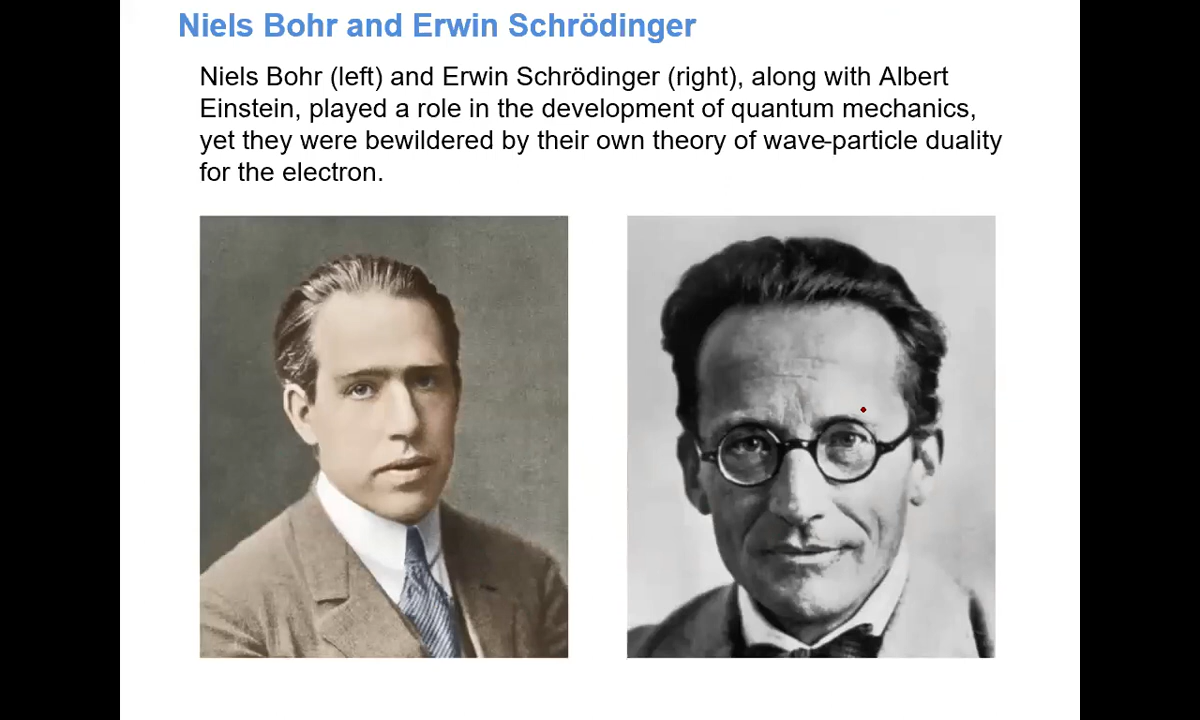 Niels Bohr and Erwin Schrödinger
Niels Bohr (left) and Erwin Schrödinger (right), along with Albert
Einstein, played a role in the development of quantum mechanics,
yet they were bewildered by their own theory of wave-particle duality
for the electron.